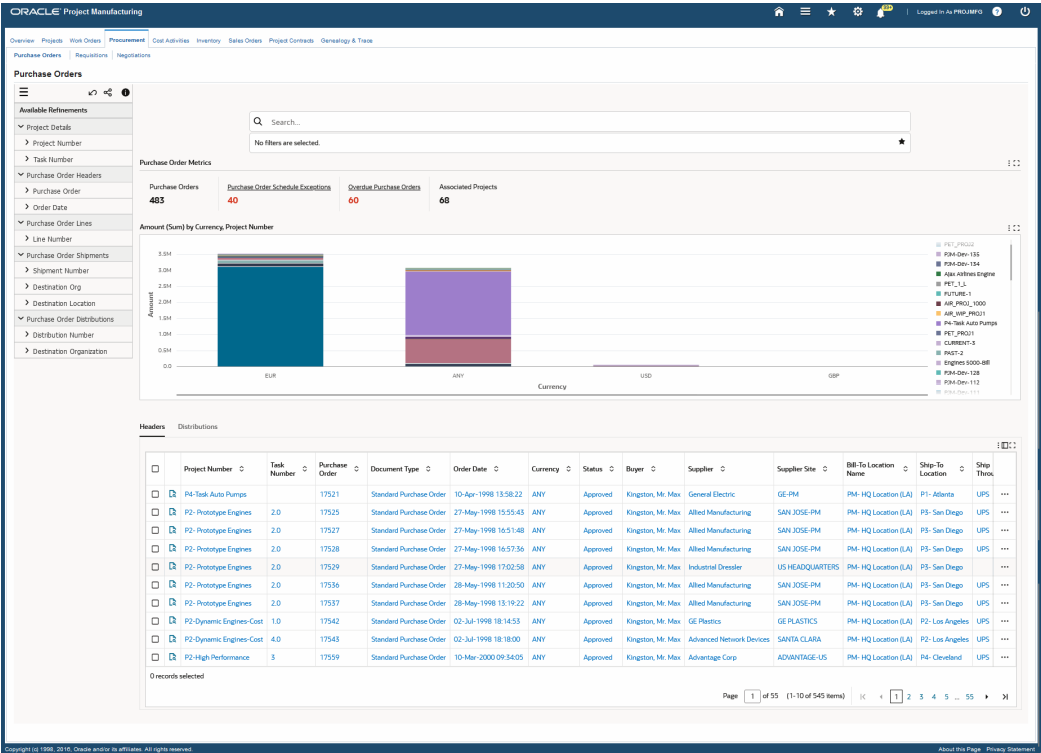 ORACLE Project Manufacturing
29+
Logged In As PROJMFG
Overview Projects Work Orders Procurement Cost Activities Inventory Sales Orders Project Contracts Genealogy & Trace
Purchase Orders Requisitions Negotiations
Purchase Orders
Available Refinements
Project Details
Project Number
Task Number
Purchase Order Headers
Purchase Order
Order Date
Purchase Order Lines
Line Number
Purchase Order Shipments
Shipment Number
Destination Org
Destination Location
Purchase Order Distributions
Distribution Number
Destination Organization
Search...
No filters are selected.
Purchase Order Metrics
Purchase Orders Purchase Order Schedule Exceptions Overdue Purchase Orders Associated Projects
483 40 60 68
Amount (Sum) by Currency, Project Number
Amount
3.5M
3.0M
2.5M
2.0M
1.5M
1.0M
0.5M
0.0
EUR ANY USD GBP
Currency
PET_PROJ2
PJM-Dev-135
PJM-Dev-134
Ajax Airlines Engine
PET_1_L
FUTURE-1
AIR_PROJ_1000
AIR_WIP_PROJ1
P4-Task Auto Pumps
PET_PROJ1
CURRENT-3
PAST-2
Engines 5000-Bill
PJM-Dev-128
PJM-Dev-112
PJM-Dev-111
Headers Distributions
Project Number Task Number Purchase Order Document Type Order Date Currency Status Buyer Supplier Supplier Site Bill-To Location Name Ship-To Location Ship Throu
P4-Task Auto Pumps 17521 Standard Purchase Order 10-Apr-1998 13:58:22 ANY Approved Kingston, Mr. Max General Electric GE-PM PM- HQ Location (LA) P1- Atlanta UPS
P2- Prototype Engines 2.0 17525 Standard Purchase Order 27-May-1998 15:55:43 ANY Approved Kingston, Mr. Max Allied Manufacturing SAN JOSE-PM PM- HQ Location (LA) P3- San Diego UPS
P2- Prototype Engines 2.0 17527 Standard Purchase Order 27-May-1998 16:51:48 ANY Approved Kingston, Mr. Max Allied Manufacturing SAN JOSE-PM PM- HQ Location (LA) P3- San Diego UPS
P2- Prototype Engines 2.0 17528 Standard Purchase Order 27-May-1998 16:57:36 ANY Approved Kingston, Mr. Max Allied Manufacturing SAN JOSE-PM PM- HQ Location (LA) P3- San Diego UPS
P2- Prototype Engines 2.0 17529 Standard Purchase Order 27-May-1998 17:02:58 ANY Approved Kingston, Mr. Max Industrial Dressler US HEADQUARTERS PM- HQ Location (LA) P3- San Diego
P2- Prototype Engines 2.0 17536 Standard Purchase Order 28-May-1998 11:20:50 ANY Approved Kingston, Mr. Max Allied Manufacturing SAN JOSE-PM PM- HQ Location (LA) P3- San Diego UPS
P2- Prototype Engines 2.0 17537 Standard Purchase Order 28-May-1998 13:19:22 ANY Approved Kingston, Mr. Max Allied Manufacturing SAN JOSE-PM PM- HQ Location (LA) P3- San Diego UPS
P2-Dynamic Engines-Cost 1.0 17542 Standard Purchase Order 02-Jul-1998 18:14:53 ANY Approved Kingston, Mr. Max GE Plastics GE PLASTICS PM- HQ Location (LA) P2- Los Angeles UPS
P2-Dynamic Engines-Cost 4.0 17543 Standard Purchase Order 02-Jul-1998 18:18:00 ANY Approved Kingston, Mr. Max Advanced Network Devices SANTA CLARA PM- HQ Location (LA) P2- Los Angeles UPS
P2-High Performance 3 17559 Standard Purchase Order 10-Mar-2000 09:34:05 ANY Approved Kingston, Mr. Max Advantage Corp ADVANTAGE-US PM- HQ Location (LA) P4- Cleveland UPS
0 records selected
Page 1 of 55 (1-10 of 545 items) 1 2 3 4 5 ... 55
Copyright (c) 1998, 2016, Oracle and/or its affiliates. All rights reserved.
About this Page Privacy Statement